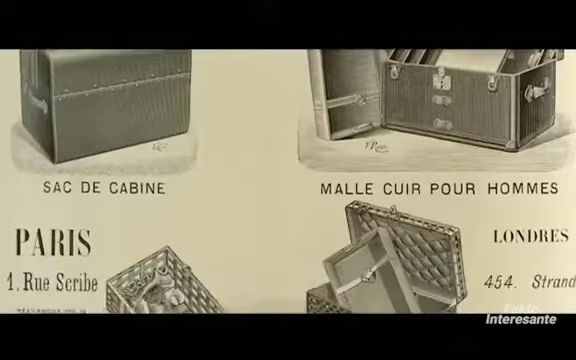 SAC DE CABINE
MALLE CUIR POUR HOMMES
PARIS
LONDRES
1, Rue Scribe
454. Strand
Interesante